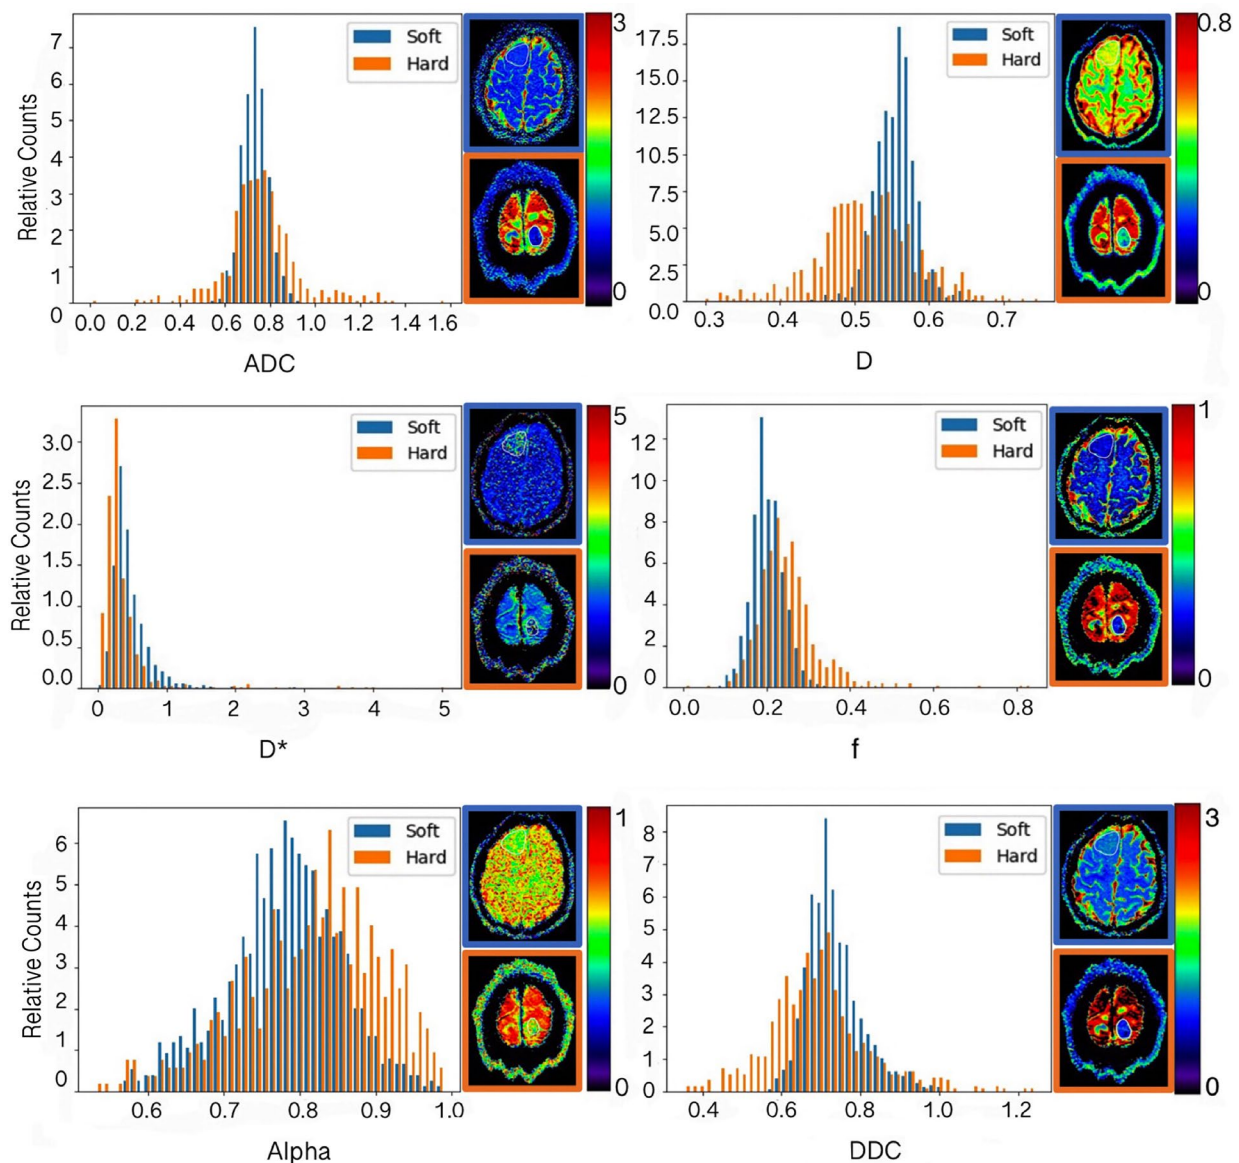 Relative Counts
7
6
5
4
3
2
1
0
0.0 0.2 0.4 0.6 0.8 1.0 1.2 1.4 1.6
ADC
Soft
Hard
3
0
17.5
15.0
12.5
10.5
7.5
5.0
2.5
0.0
0.3 0.4 0.5 0.6 0.7
D
Soft
Hard
0.8
0
Relative Counts
3.0
2.5
2.0
1.5
1.0
0.5
0.0
0 1 2 3 4 5
D*
Soft
Hard
5
0
12
10
8
6
4
2
0
0.0 0.2 0.4 0.6 0.8
f
Soft
Hard
1
0
Relative Counts
6
5
4
3
2
1
0
0.6 0.7 0.8 0.9 1.0
Alpha
Soft
Hard
1
0
8
7
6
5
4
3
2
1
0
0.4 0.6 0.8 1.0 1.2
DDC
Soft
Hard
3
0